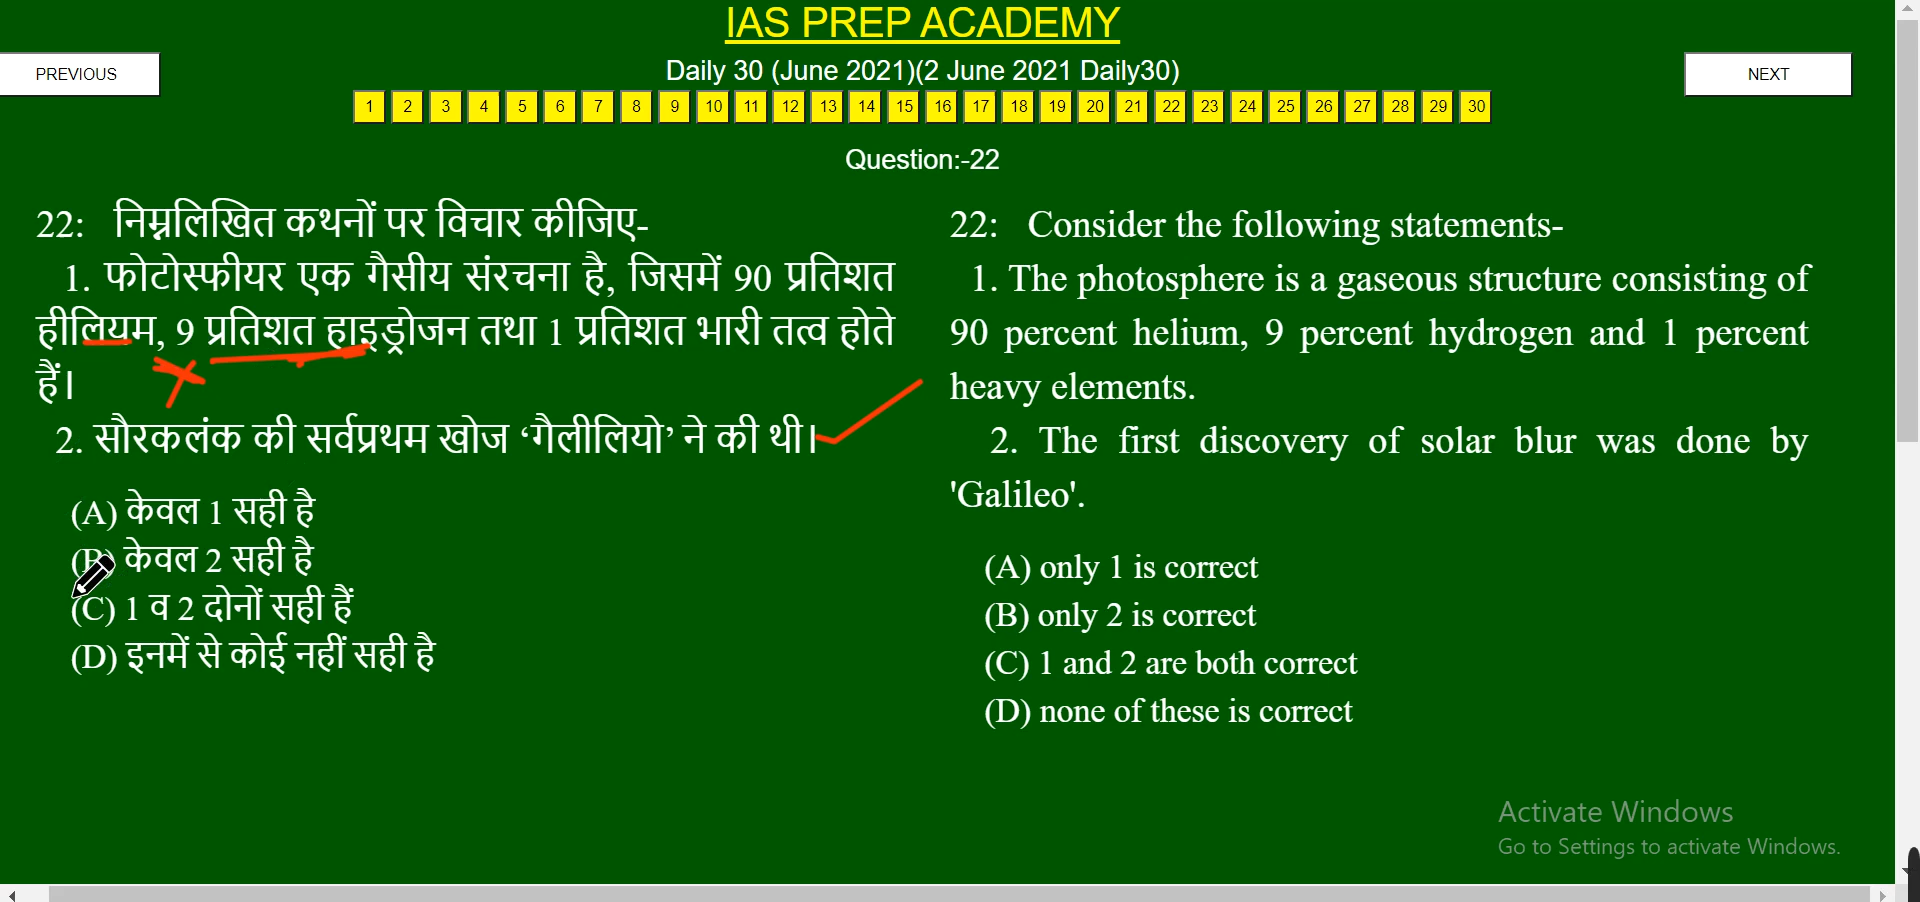 IAS PREP ACADEMY
PREVIOUS
Daily 30 (June 2021)(2 June 2021 Daily30)
NEXT
1 2 3 4 5 6 7 8 9 10 11 12 13 14 15 16 17 18 19 20 21 22 23 24 25 26 27 28 29 30
Question:-22
22: निम्नलिखित कथनों पर विचार कीजिए-
1. फोटोस्फीयर एक गैसीय संरचना है, जिसमें 90 प्रतिशत
हीलियम, 9 प्रतिशत हाइड्रोजन तथा 1 प्रतिशत भारी तत्व होते
हैं।
2. सौरकलंक की सर्वप्रथम खोज ‘गैलीलियो’ ने की थी।
(A) केवल 1 सही है
(B) केवल 2 सही है
(C) 1 व 2 दोनों सही हैं
(D) इनमें से कोई नहीं सही है
22: Consider the following statements-
1. The photosphere is a gaseous structure consisting of
90 percent helium, 9 percent hydrogen and 1 percent
heavy elements.
2. The first discovery of solar blur was done by
'Galileo'.
(A) only 1 is correct
(B) only 2 is correct
(C) 1 and 2 are both correct
(D) none of these is correct
Activate Windows
Go to Settings to activate Windows.